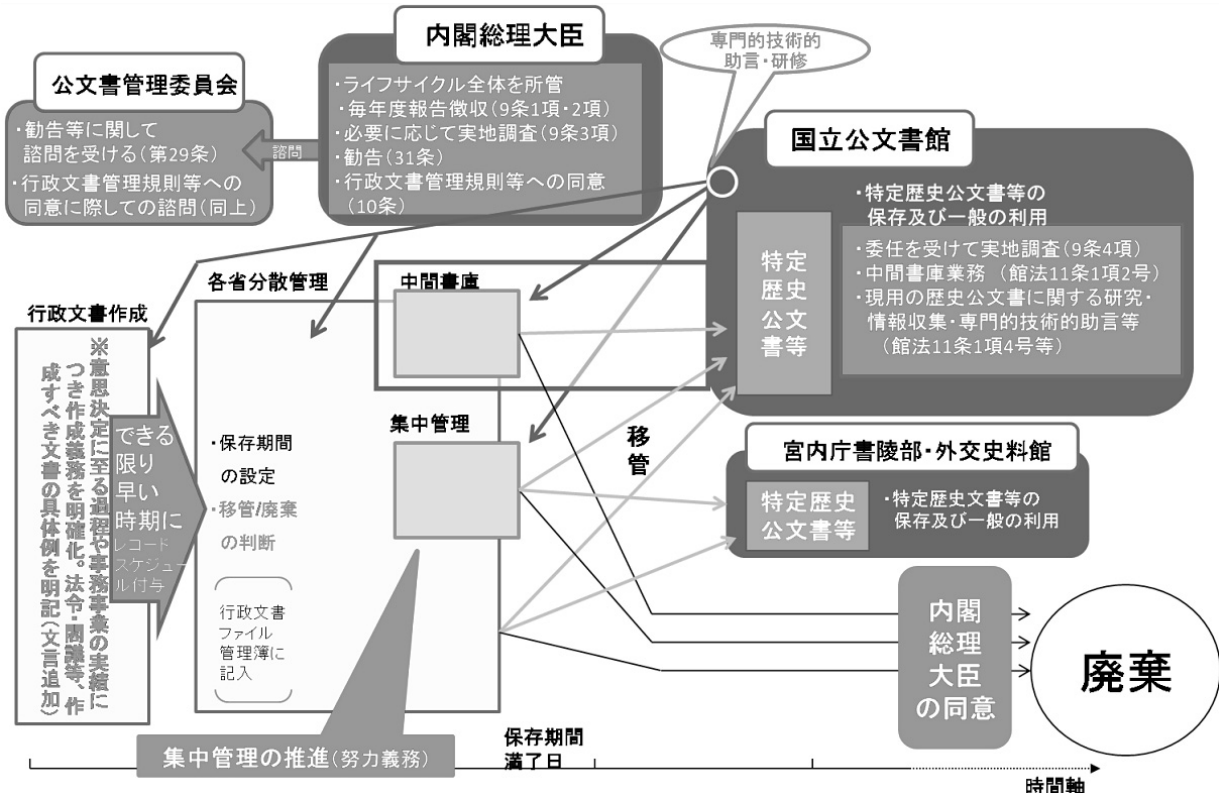 内閣総理大臣
・ライフサイクル全体を所管
・毎年度報告徴収(9条1項・2項)
・必要に応じて実地調査(9条3項)
・勧告(31条)
・行政文書管理規則等への同意
(10条)
公文書管理委員会
・勧告等に関して
諮問を受ける(第29条)
・行政文書管理規則等への
同意に際しての諮問(同上)
諮問
専門的技術的
助言・研修
国立公文書館
・特定歴史公文書等の
保存及び一般の利用
・委任を受けて実地調査(9条4項)
・中間書庫業務 (館法11条1項2号)
・現用の歴史公文書に関する研究・
情報収集・専門的技術的助言等
(館法11条1項4号等)
特定
歴史
公文
書等
行政文書作成
※意思決定に至る過程や事務事業の実績に
つき作成義務を明確化。法令・閣議等、作
成すべき文書の具体例を明記(文言追加)
できる
限り
早い
時期に
レコード
スケジュー
ル付与
各省分散管理
・保存期間
の設定
・移管/廃棄
の判断
行政文書
ファイル
管理簿に
記入
中間書庫
集中管理
移
管
宮内庁書陵部・外交史料館
特定歴史
公文書等
・特定歴史文書等の
保存及び一般の利用
内閣
総理
大臣
の同意
廃棄
集中管理の推進(努力義務)
保存期間
満了日
時間軸